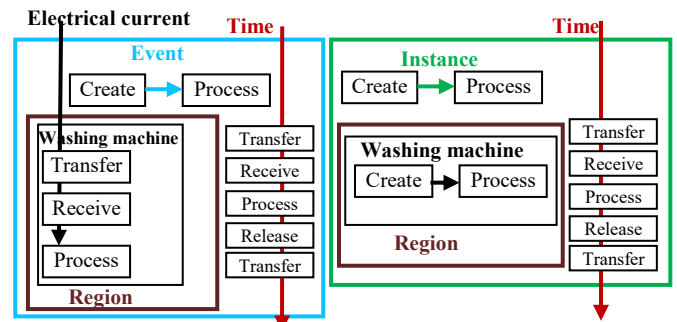 Electrical current
Time
Event
Create
Process
Washing machine
Transfer
Receive
Process
Region
Transfer
Receive
Process
Release
Transfer
Time
Instance
Create
Process
Washing machine
Create
Process
Region
Transfer
Receive
Process
Release
Transfer